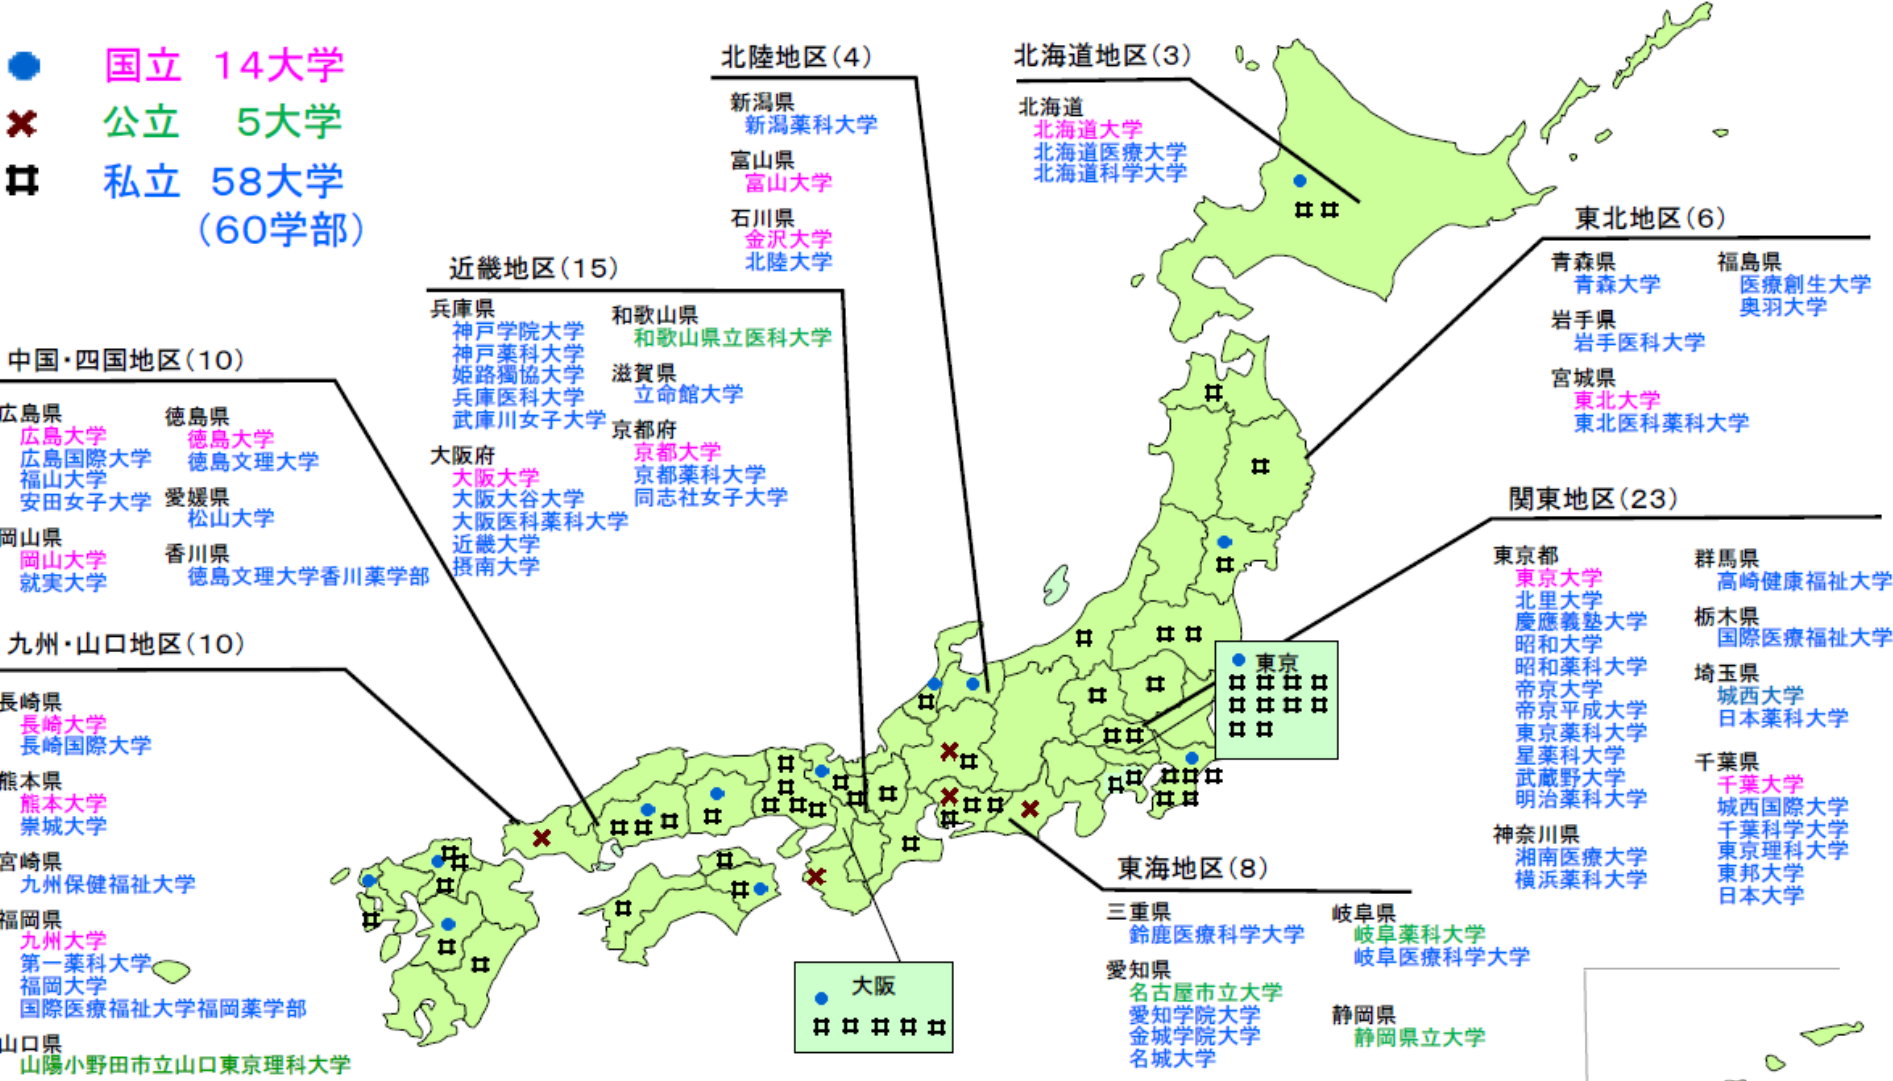 国立 14大学
公立 5大学
私立 58大学
(60学部)
北陸地区(4)
新潟県
新潟薬科大学
富山県
富山大学
石川県
金沢大学
北陸大学
北海道地区(3)
北海道
北海道大学
北海道医療大学
北海道科学大学
東北地区(6)
青森県
青森大学
岩手県
岩手医科大学
宮城県
東北大学
東北医科薬科大学
福島県
医療創生大学
奥羽大学
近畿地区(15)
兵庫県
神戸学院大学
神戸薬科大学
姫路獨協大学
兵庫医科大学
武庫川女子大学
大阪府
大阪大学
大阪大谷大学
大阪医科薬科大学
近畿大学
摂南大学
和歌山県
和歌山県立医科大学
滋賀県
立命館大学
京都府
京都大学
京都薬科大学
同志社女子大学
中国・四国地区(10)
広島県
広島大学
広島国際大学
福山大学
安田女子大学
岡山県
岡山大学
就実大学
徳島県
徳島大学
徳島文理大学
愛媛県
松山大学
香川県
徳島文理大学香川薬学部
関東地区(23)
東京都
東京大学
北里大学
慶應義塾大学
昭和大学
昭和薬科大学
帝京大学
帝京平成大学
東京薬科大学
星薬科大学
武蔵野大学
明治薬科大学
神奈川県
湘南医療大学
横浜薬科大学
群馬県
高崎健康福祉大学
栃木県
国際医療福祉大学
埼玉県
城西大学
日本薬科大学
千葉県
千葉大学
城西国際大学
千葉科学大学
東京理科大学
東邦大学
日本大学
九州・山口地区(10)
長崎県
長崎大学
長崎国際大学
熊本県
熊本大学
崇城大学
宮崎県
九州保健福祉大学
福岡県
九州大学
第一薬科大学
福岡大学
国際医療福祉大学福岡薬学部
山口県
山陽小野田市立山口東京理科大学
東京
大阪
東海地区(8)
三重県
鈴鹿医療科学大学
愛知県
名古屋市立大学
愛知学院大学
金城学院大学
名城大学
岐阜県
岐阜薬科大学
岐阜医療科学大学
静岡県
静岡県立大学